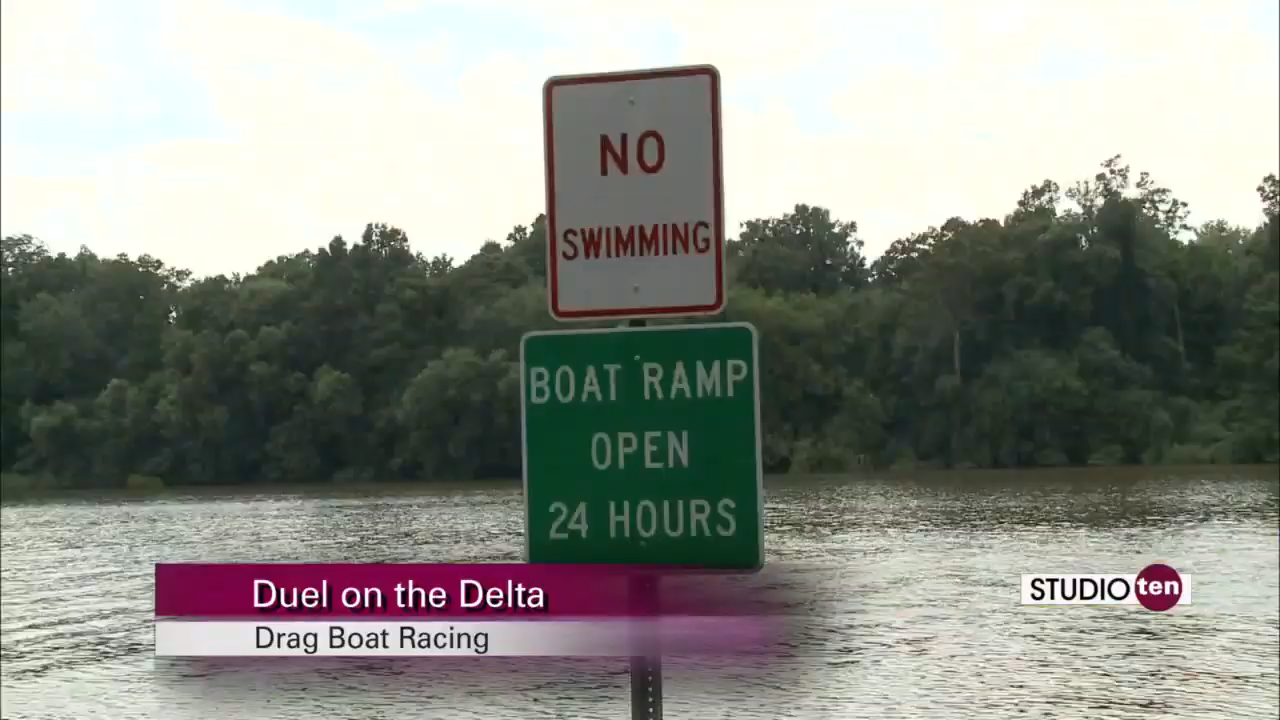 NO
SWIMMING
BOAT RAMP
OPEN
24 HOURS
Duel on the Delta
Drag Boat Racing
STUDIO ten